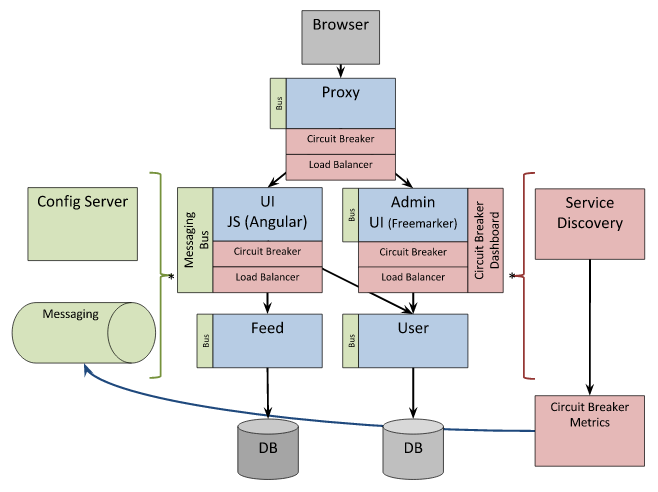 Browser
Bus
Proxy
Circuit Breaker
Load Balancer
Config Server
Messaging
Bus
UI
JS (Angular)
Circuit Breaker
Load Balancer
Bus
Admin
UI (Freemarker)
Circuit Breaker
Load Balancer
Circuit Breaker
Dashboard
Service
Discovery
*
*
Messaging
Bus
Feed
Bus
User
Circuit Breaker
Metrics
DB
DB